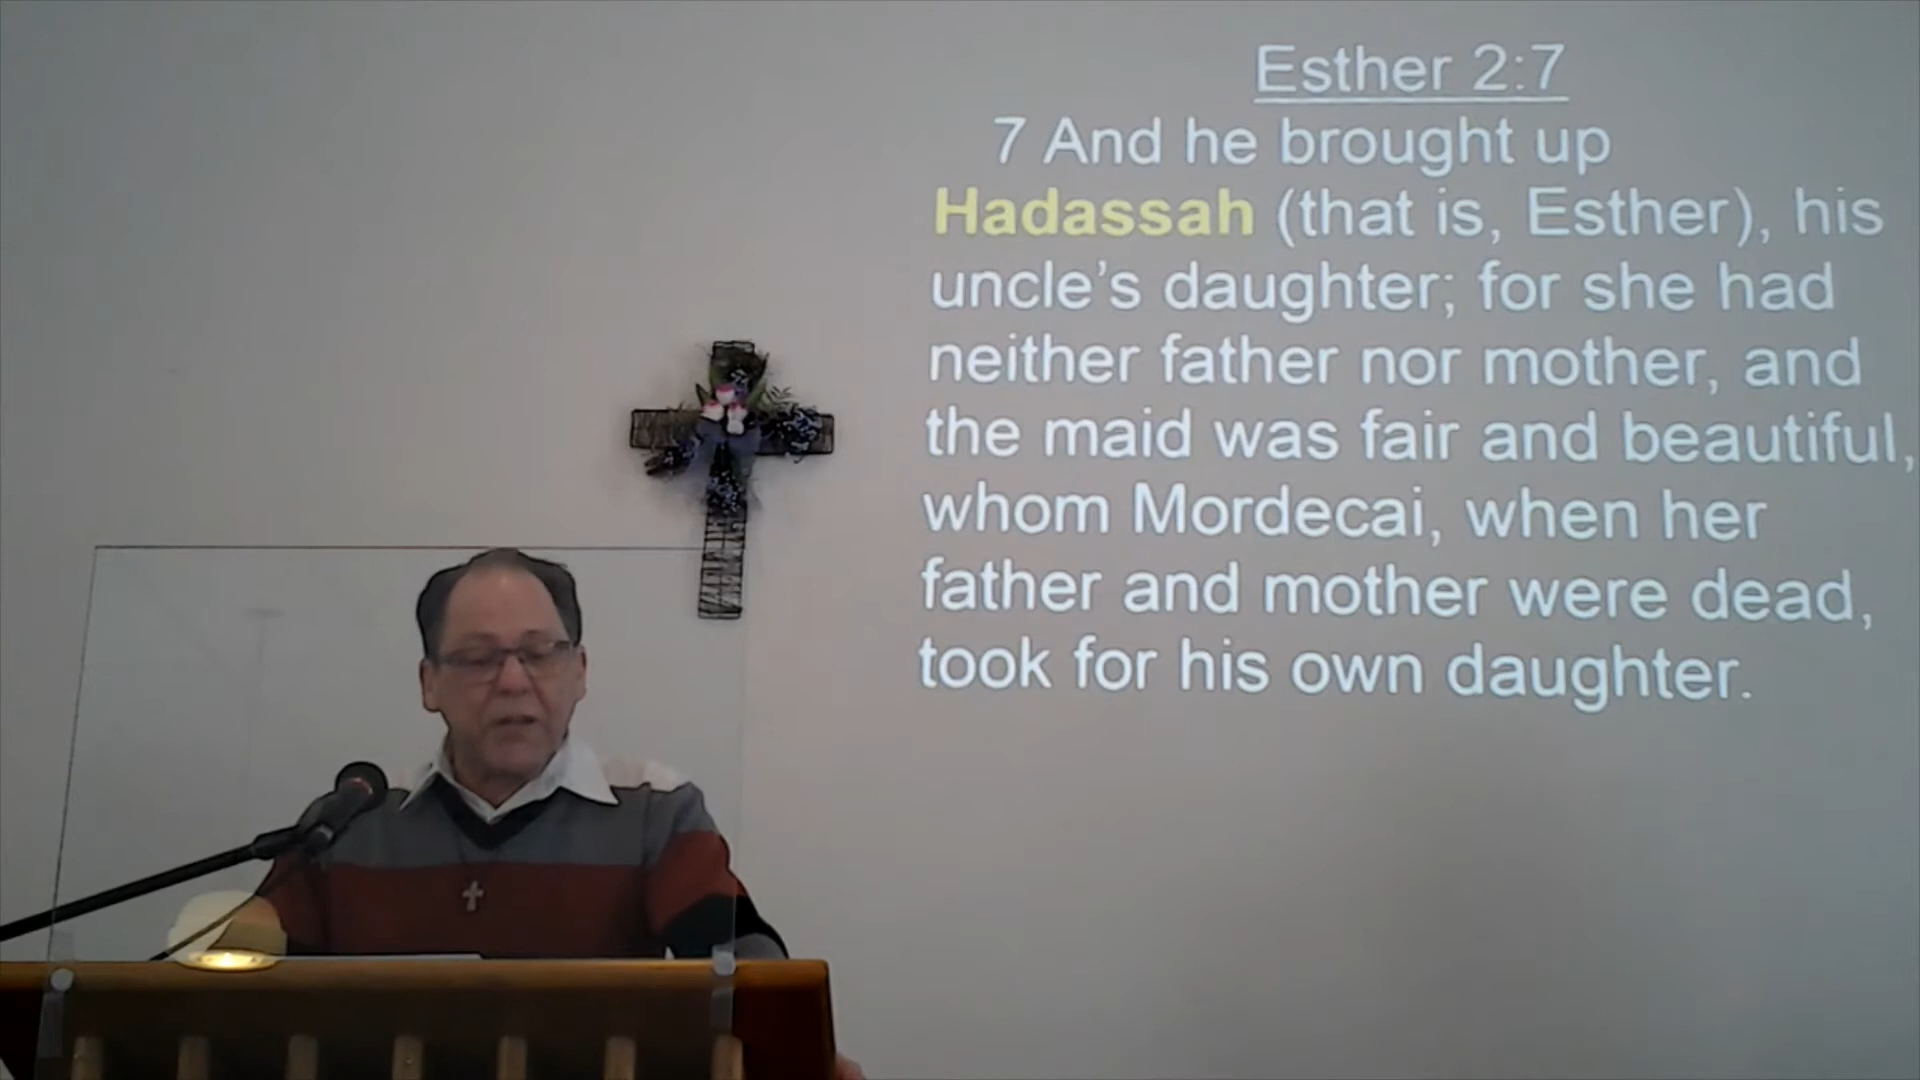 Esther 2:7
7 And he brought up
Hadassah (that is, Esther), his
uncle’s daughter; for she had
neither father nor mother, and
the maid was fair and beautiful,
whom Mordecai, when her
father and mother were dead,
took for his own daughter.